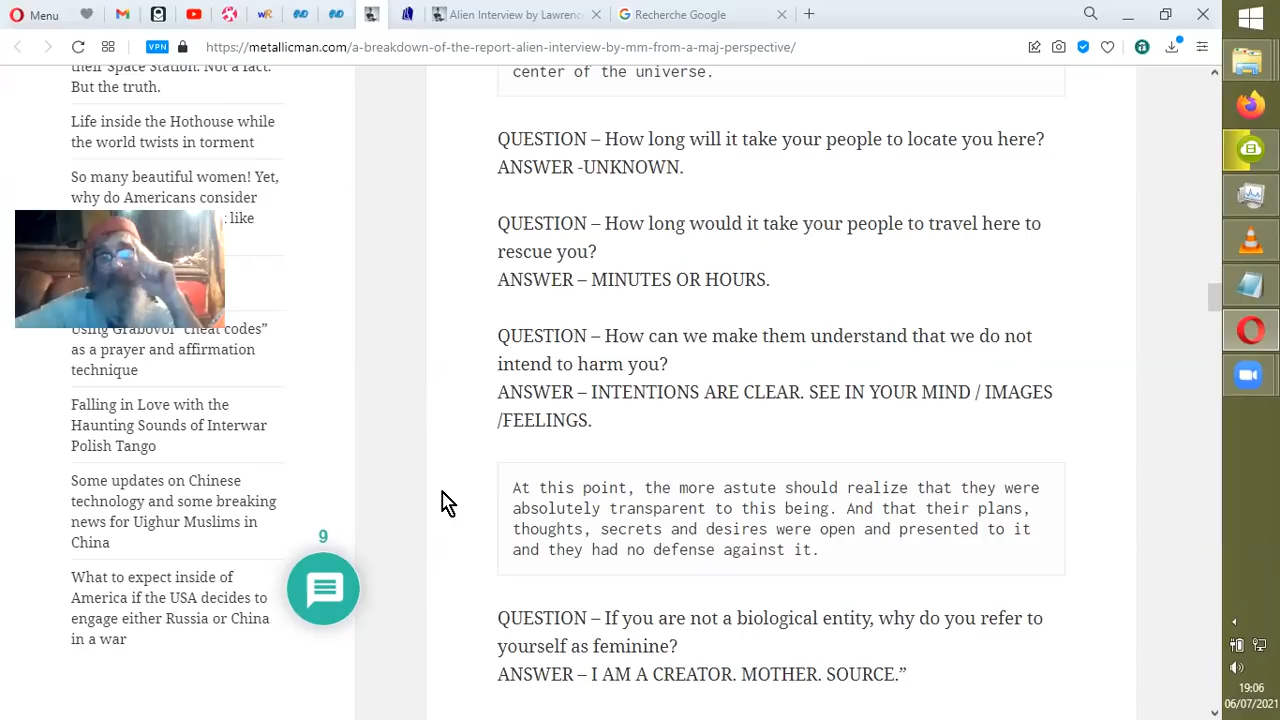 Menu
Alien Interview by Lawrenc
Recherche Google
VPN
https://metallicman.com/a-breakdown-of-the-report-alien-interview-by-mm-from-a-maj-perspective/
their Space Station. Not a fact.
But the truth.
Life inside the Hothouse while
the world twists in torment
So many beautiful women! Yet,
why do Americans consider
like
Using Grabovoi “cheat codes”
as a prayer and affirmation
technique
Falling in Love with the
Haunting Sounds of Interwar
Polish Tango
Some updates on Chinese
technology and some breaking
news for Uighur Muslims in
China
What to expect inside of
America if the USA decides to
engage either Russia or China
in a war
9
center of the universe.
QUESTION – How long will it take your people to locate you here?
ANSWER -UNKNOWN.
QUESTION – How long would it take your people to travel here to
rescue you?
ANSWER – MINUTES OR HOURS.
QUESTION – How can we make them understand that we do not
intend to harm you?
ANSWER – INTENTIONS ARE CLEAR. SEE IN YOUR MIND / IMAGES
/FEELINGS.
At this point, the more astute should realize that they were
absolutely transparent to this being. And that their plans,
thoughts, secrets and desires were open and presented to it
and they had no defense against it.
QUESTION – If you are not a biological entity, why do you refer to
yourself as feminine?
ANSWER – I AM A CREATOR. MOTHER. SOURCE.”
19:06
06/07/2021